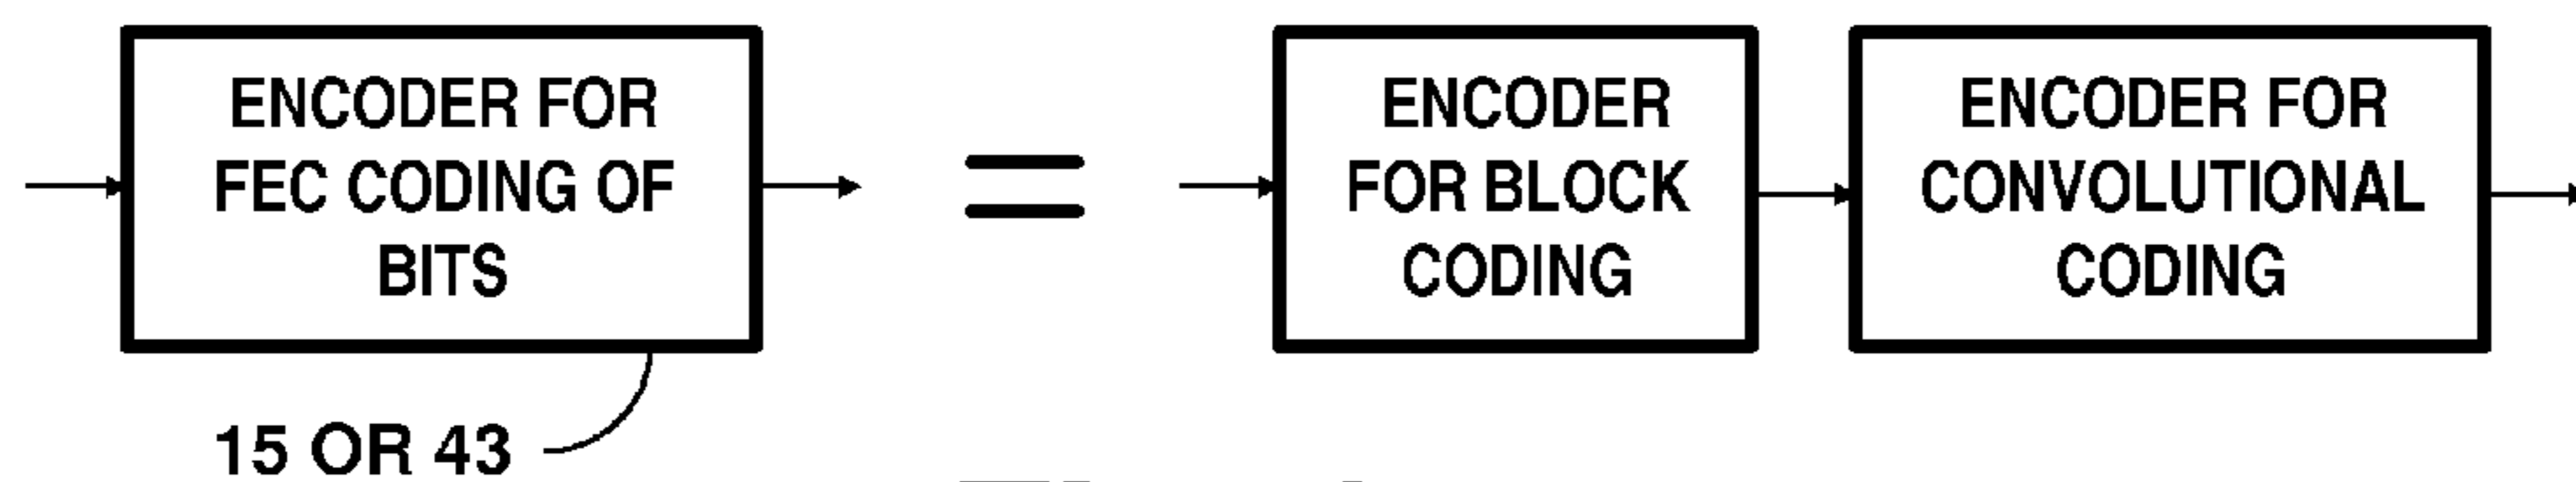 ENCODER FOR
FEC CODING OF
BITS
15 OR 43
=
ENCODER
FOR BLOCK
CODING
ENCODER FOR
CONVOLUTIONAL
CODING